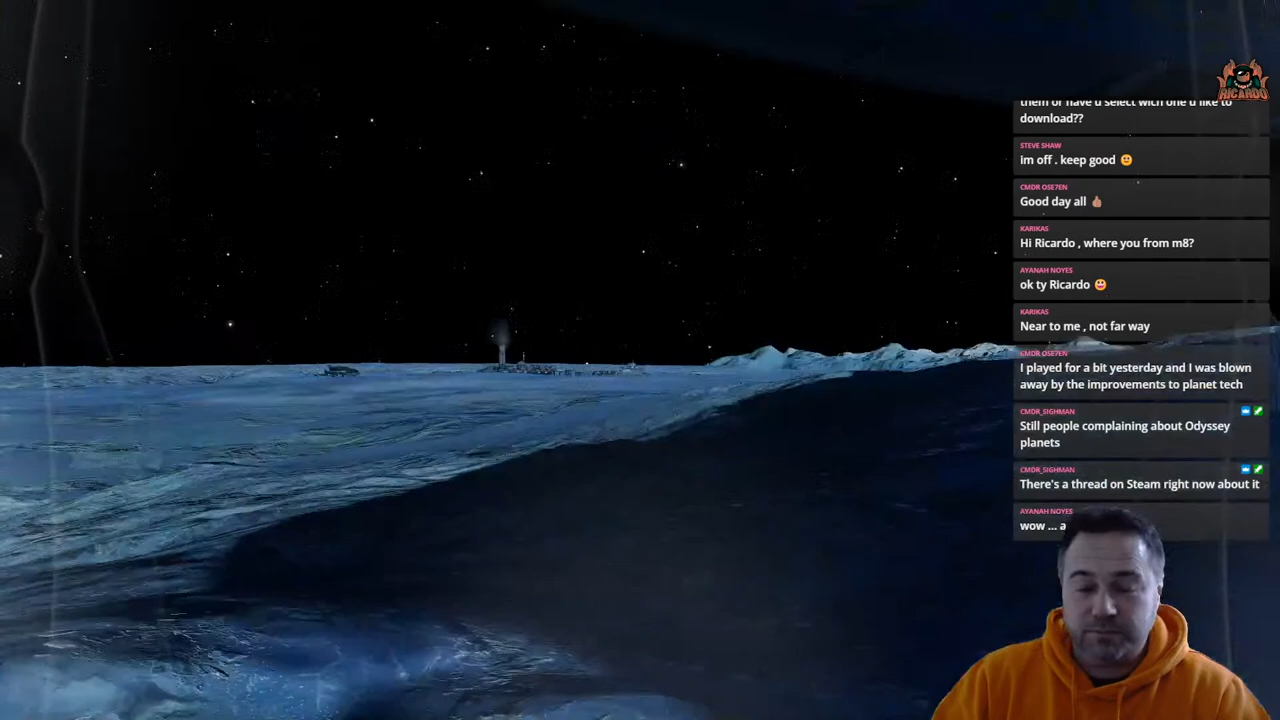 RICARDO
them or have u select wich one u like to
download??
STEVE SHAW
im off . keep good
CMDR OSE7EN
Good day all
KARIKAS
Hi Ricardo , where you from m8?
AYANAH NOYES
ok ty Ricardo
KARIKAS
Near to me , not far way
CMDR OSE7EN
I played for a bit yesterday and I was blown
away by the improvements to planet tech
CMDR_SIGHMAN
Still people complaining about Odyssey
planets
CMDR_SIGHMAN
There's a thread on Steam right now about it
AYANAH NOYES
wow ... a